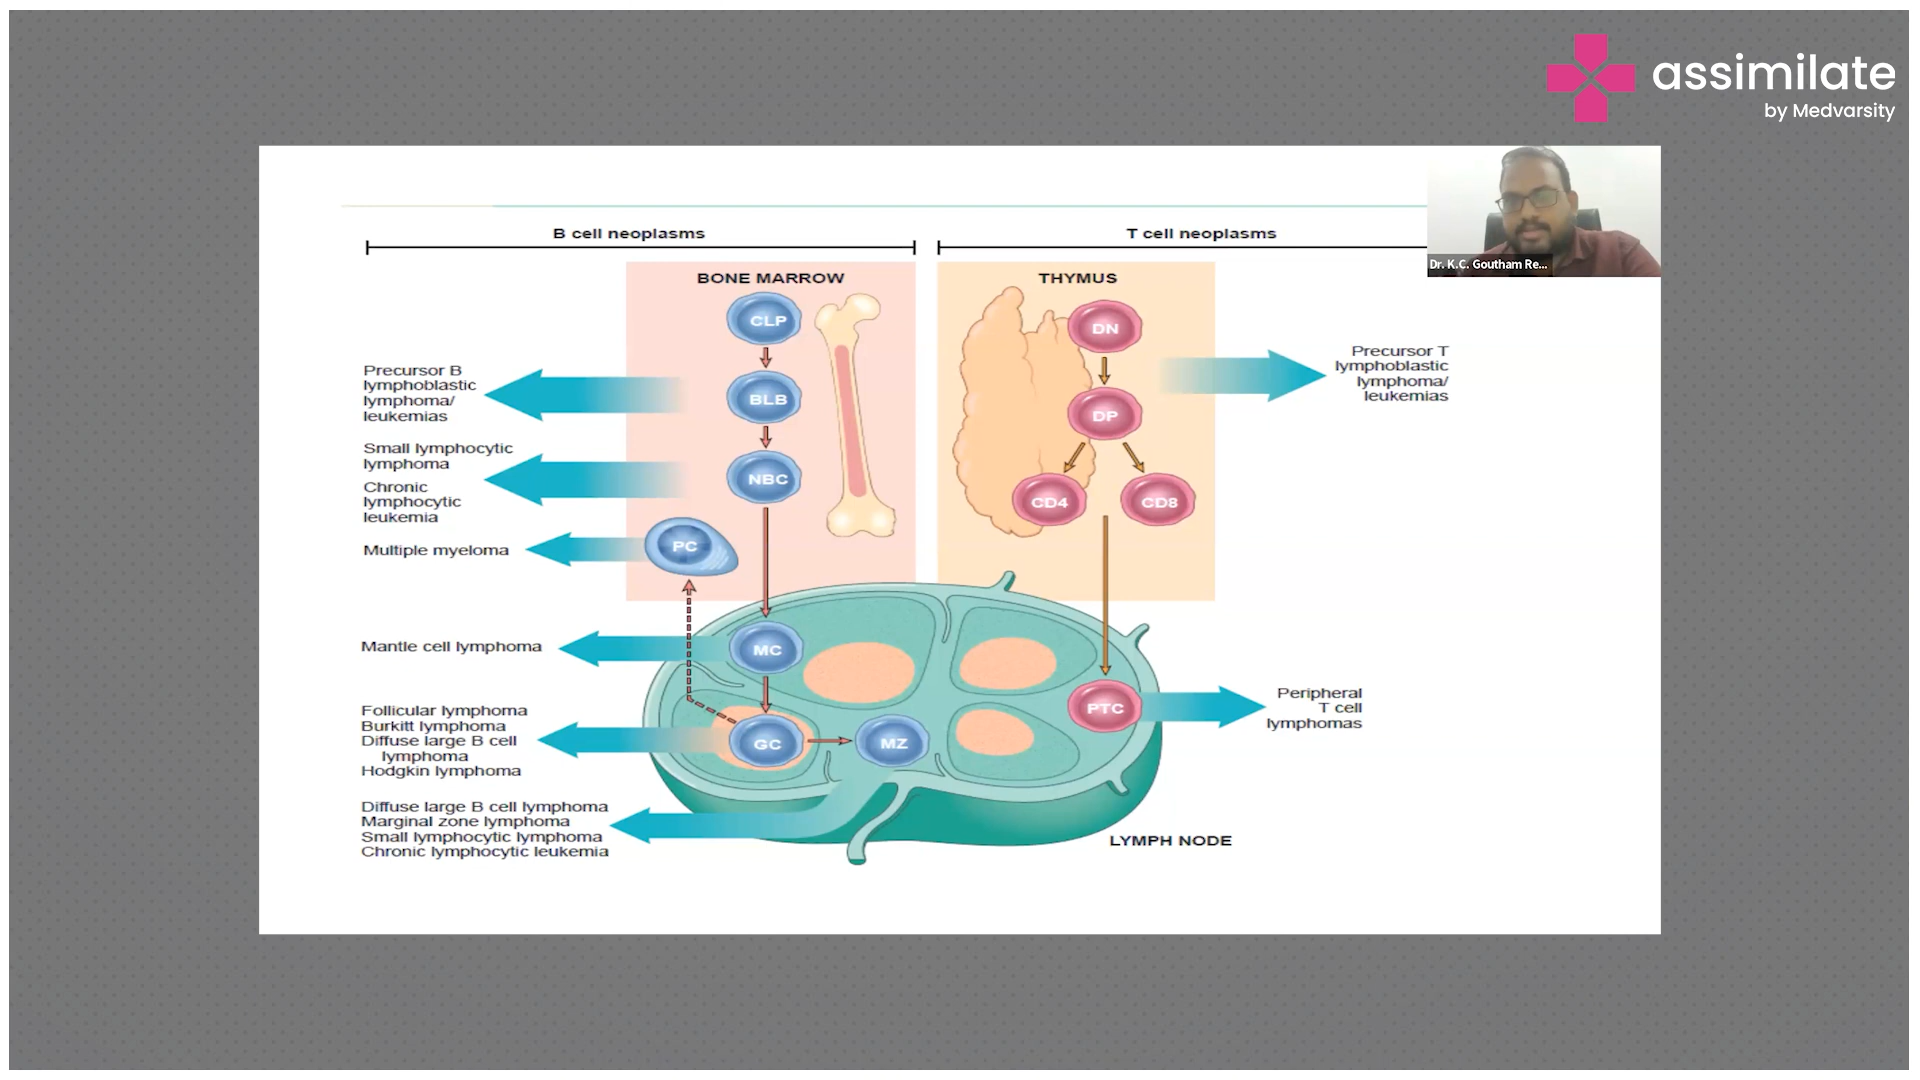 assimilate
by Medvarsity
Dr. K.C. Goutham Re...
B cell neoplasms
T cell neoplasms
BONE MARROW
THYMUS
CLP
BLB
NBC
PC
DN
DP
CD4
CD8
Precursor B
lymphoblastic
lymphoma/
leukemias
Small lymphocytic
lymphoma
Chronic
lymphocytic
leukemia
Multiple myeloma
Precursor T
lymphoblastic
lymphoma/
leukemias
Mantle cell lymphoma
MC
Follicular lymphoma
Burkitt lymphoma
Diffuse large B cell
lymphoma
Hodgkin lymphoma
GC
MZ
PTC
Peripheral
T cell
lymphomas
Diffuse large B cell lymphoma
Marginal zone lymphoma
Small lymphocytic lymphoma
Chronic lymphocytic leukemia
LYMPH NODE